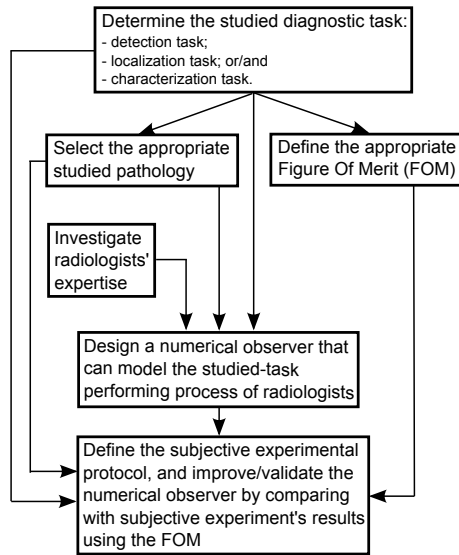 Determine the studied diagnostic task:
- detection task;
- localization task; or/and
- characterization task.
Select the appropriate
studied pathology
Define the appropriate
Figure Of Merit (FOM)
Investigate
radiologists'
expertise
Design a numerical observer that
can model the studied-task
performing process of radiologists
Define the subjective experimental
protocol, and improve/validate the
numerical observer by comparing
with subjective experiment's results
using the FOM